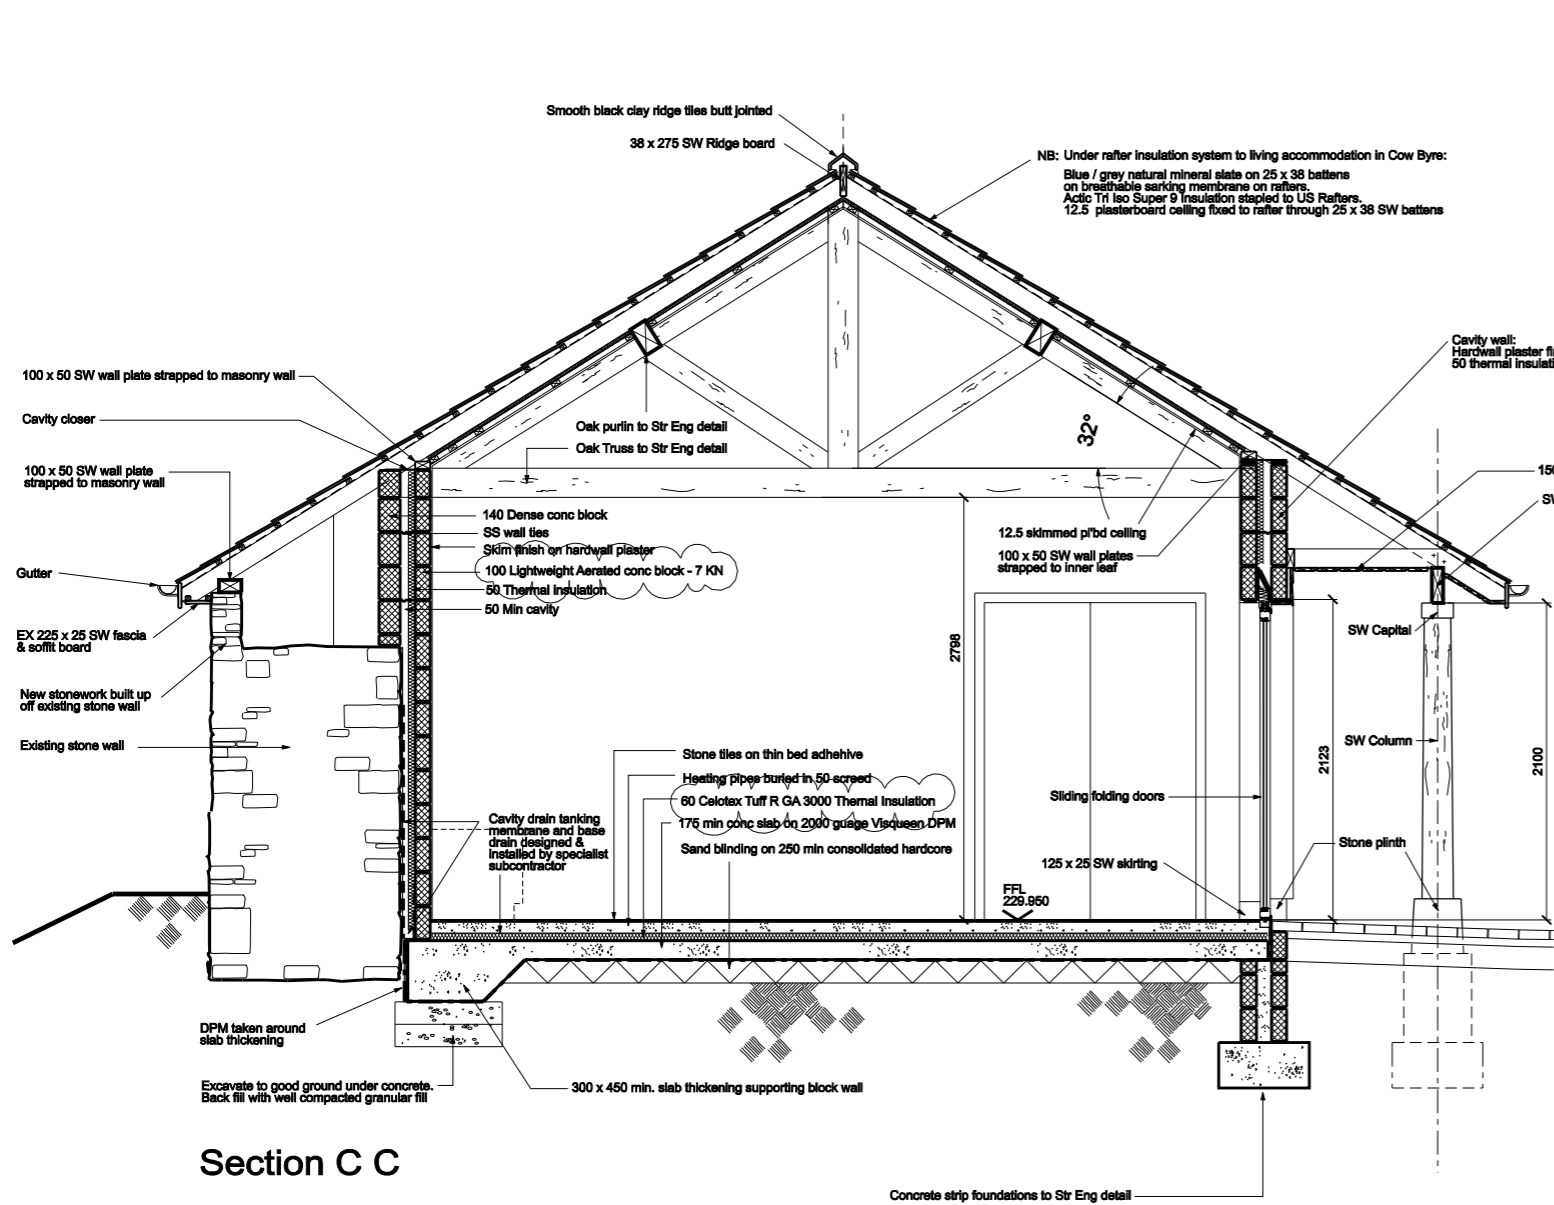 Smooth black clay ridge tiles butt jointed
38 x 275 SW Ridge board
NB: Under rafter insulation system to living accommodation in Cow Byre:
Blue / grey natural mineral slate on 25 x 38 battens
on breathable sarking membrane on rafters.
Actic Tri Iso Super 9 Insulation stapled to US Rafters.
12.5 plasterboard ceiling fixed to rafter through 25 x 38 SW battens
Cavity wall:
Hardwall plaster fi
50 thermal insulati
100 x 50 SW wall plate strapped to masonry wall
Cavity closer
Oak purlin to Str Eng detail
Oak Truss to Str Eng detail
32°
100 x 50 SW wall plate
strapped to masonry wall
150
SW
140 Dense conc block
SS wall ties
Skim finish on hardwall plaster
100 Lightweight Aerated conc block - 7 KN
50 Thermal Insulation
50 Min cavity
12.5 skimmed pl'bd ceiling
100 x 50 SW wall plates
strapped to inner leaf
Gutter
EX 225 x 25 SW fascia
& soffit board
SW Capital
2798
New stonework built up
off existing stone wall
Existing stone wall
SW Column
2123
2100
Stone tiles on thin bed adhehive
Heating pipes buried in 50 screed
60 Celotex Tuff R GA 3000 Thernal Insulation
175 min conc slab on 2000 guage Visqueen DPM
Sand blinding on 250 min consolidated hardcore
Sliding folding doors
Cavity drain tanking
membrane and base
drain designed &
installed by specialist
subcontractor
Stone plinth
125 x 25 SW skirting
FFL
229.950
DPM taken around
slab thickening
Excavate to good ground under concrete.
Back fill with well compacted granular fill
300 x 450 min. slab thickening supporting block wall
Section C C
Concrete strip foundations to Str Eng detail